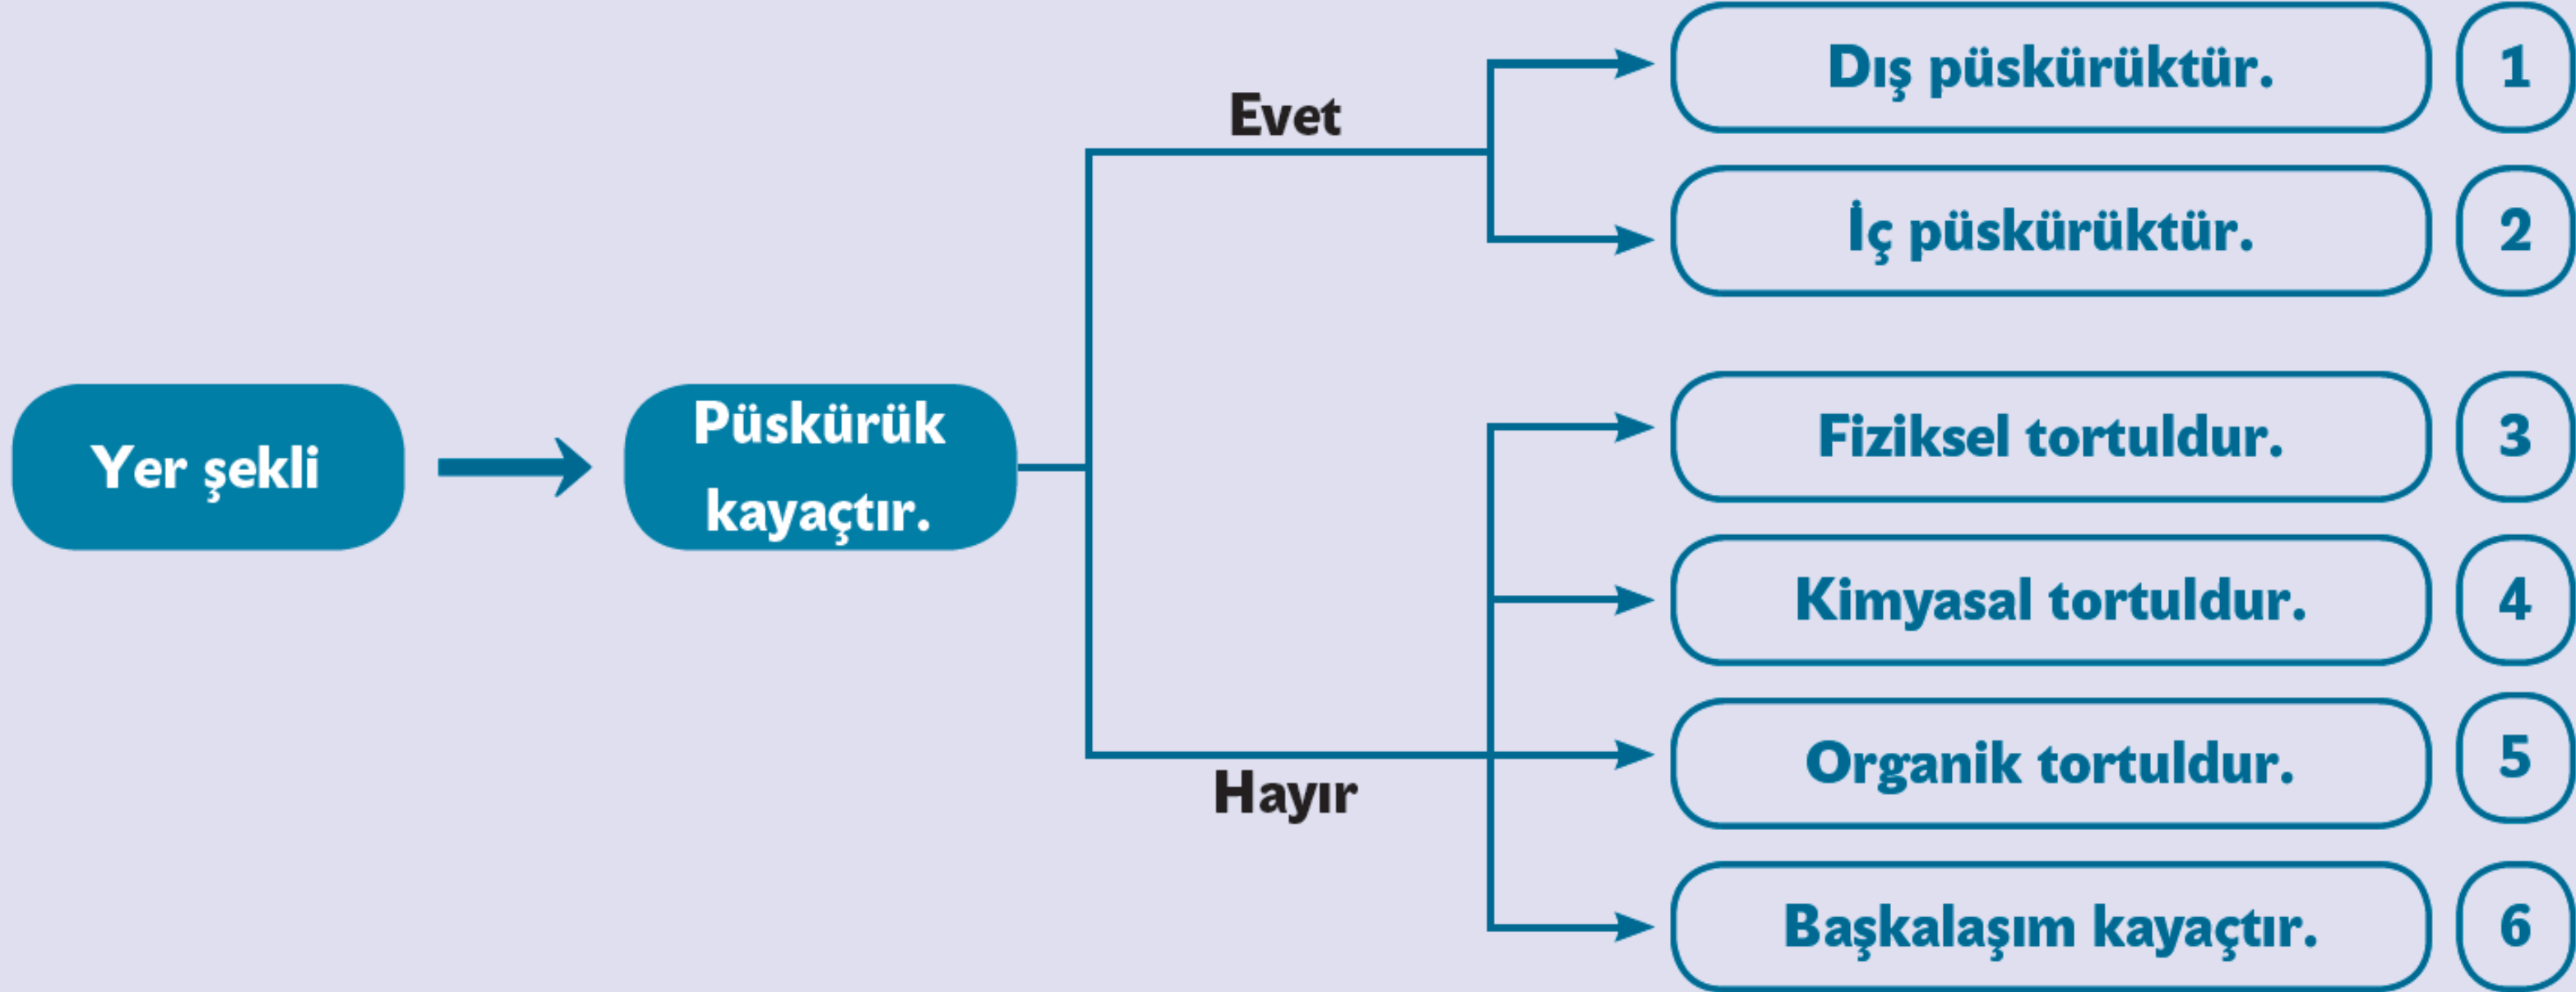 Yer şekli
Püskürük
kayaçtır.
Evet
Dış püskürüktür.
1
İç püskürüktür.
2
Hayır
Fiziksel tortuldur.
3
Kimyasal tortuldur.
4
Organik tortuldur.
5
Başkalaşım kayaçtır.
6